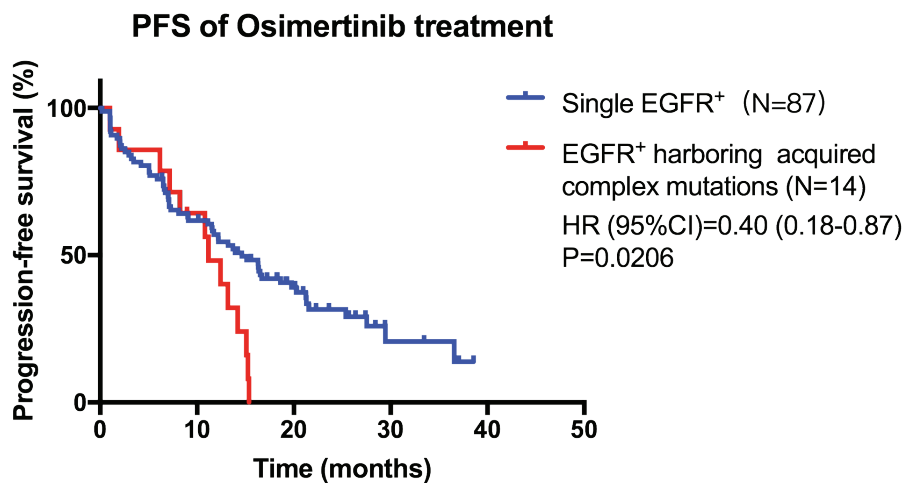 PFS of Osimertinib treatment
Progression-free survival (%)
100
50
0
0 10 20 30 40 50
Time (months)
Single EGFR⁺ (N=87)
EGFR⁺ harboring acquired
complex mutations (N=14)
HR (95%CI)=0.40 (0.18-0.87)
P=0.0206